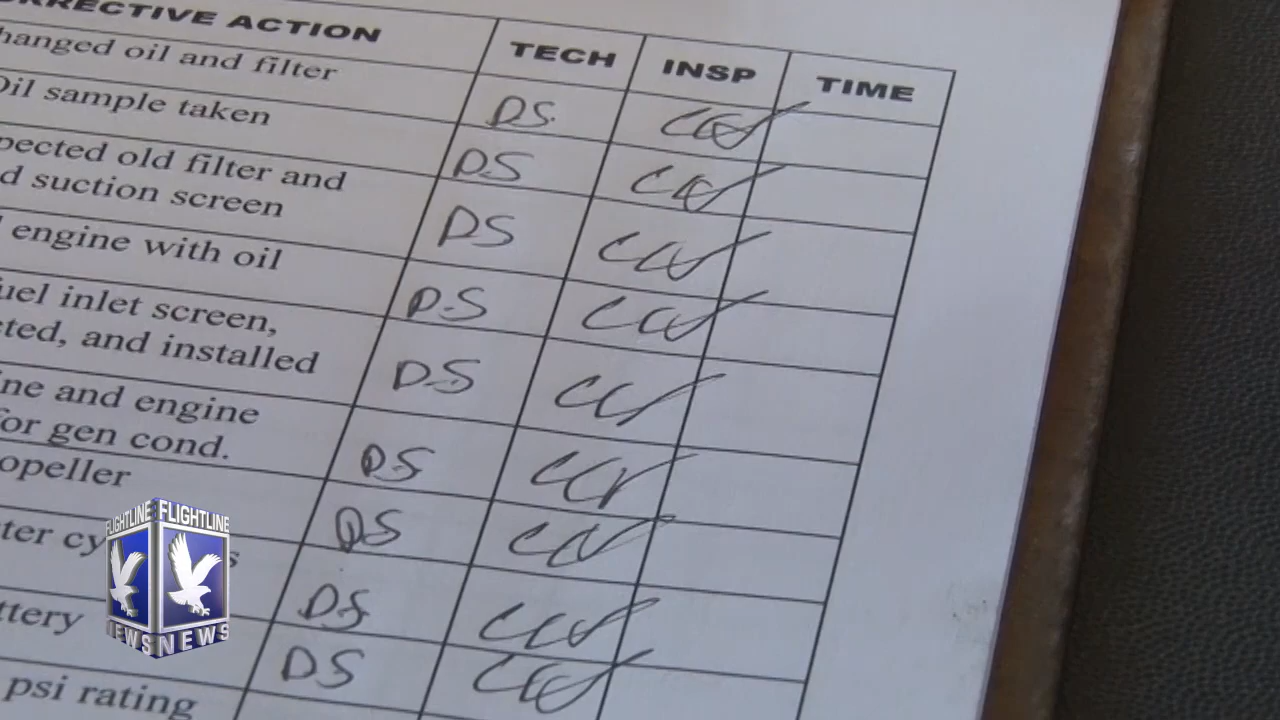 RRECTIVE ACTION TECH INSP TIME
hanged oil and filter DS
Oil sample taken DS
pected old filter and
d suction screen DS
engine with oil DS
uel inlet screen,
cted, and installed DS
ine and engine
for gen cond. DS
opeller DS
ter cy s DS
ttery DS
psi rating
FLIGHTLINE FLIGHTLINE
NEWS NEWS